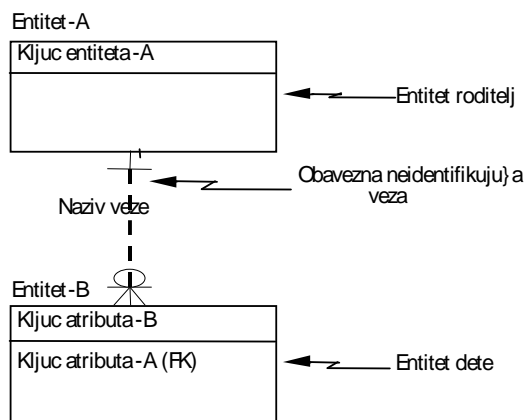 Entitet-A
Kljuc entiteta-A
Entitet roditelj
Obavezna neidentifikuju}a
veza
Naziv veze
Entitet-B
Kljuc atributa-B
Kljuc atributa-A (FK)
Entitet dete